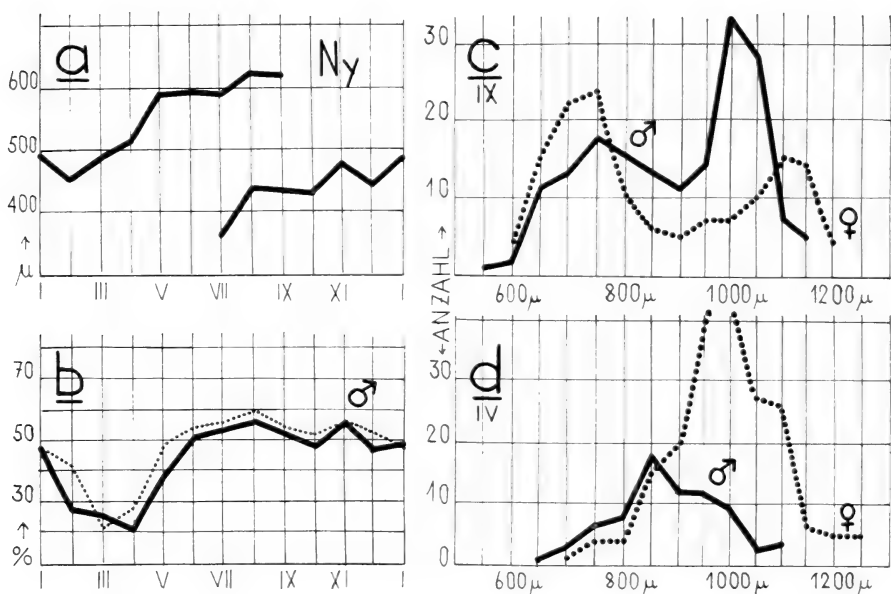 a Ny
600
500
400
↑
μ
I III V VII IX XI I
b ♂
70
50
30
↑
%
I III V VII IX XI I
c
IX
30
20
10
♂
♀
600μ 800μ 1000μ 1200μ
←ANZAHL→
d
IV
30
20
10
0
♂
♀
600μ 800μ 1000μ 1200μ